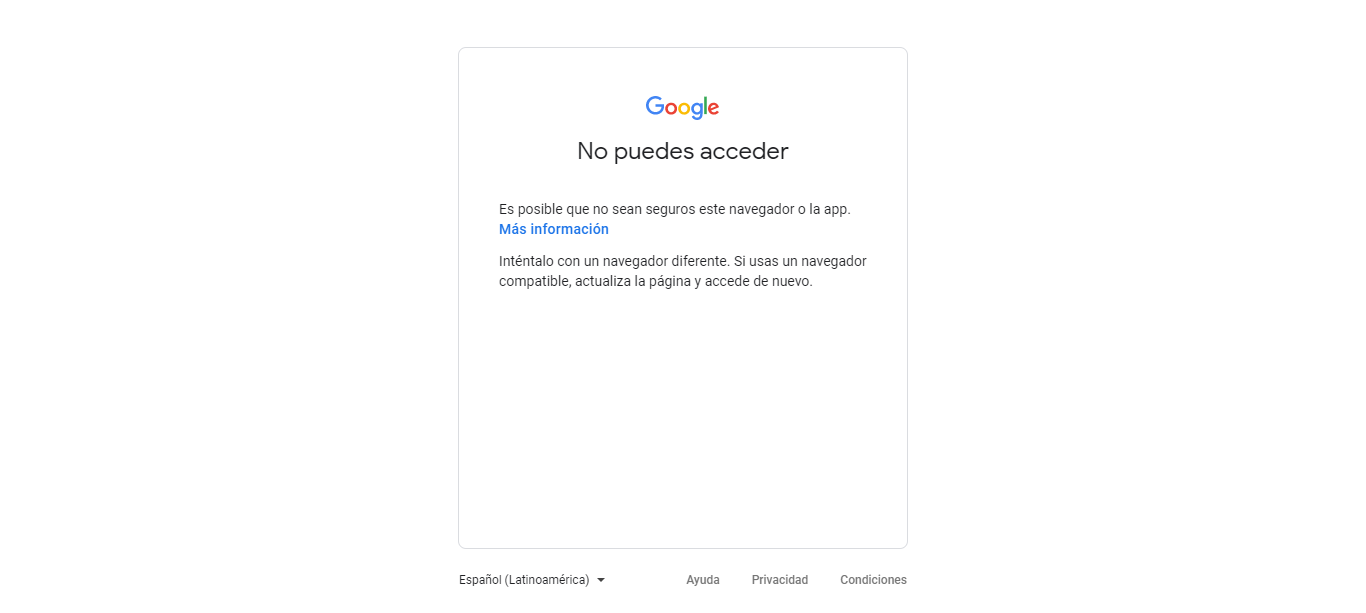 Google
No puedes acceder
Es posible que no sean seguros este navegador o la app.
Más información
Inténtalo con un navegador diferente. Si usas un navegador
compatible, actualiza la página y accede de nuevo.
Español (Latinoamérica) Ayuda Privacidad Condiciones